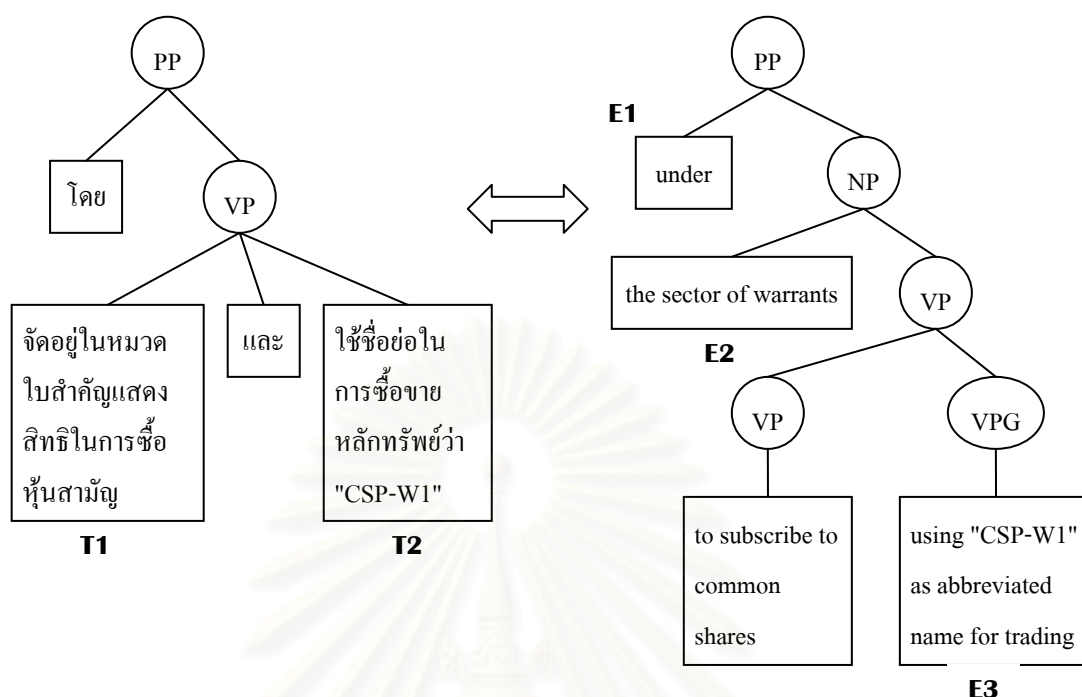 PP
โดย
VP
จัดอยู่ในหมวด
ใบสำคัญแสดง
สิทธิในการซื้อ
หุ้นสามัญ
T1
และ
ใช้ชื่อย่อใน
การซื้อขาย
หลักทรัพย์ว่า
"CSP-W1"
T2
PP
E1
under
NP
the sector of warrants
E2
VP
VP
VPG
to subscribe to
common
shares
using "CSP-W1"
as abbreviated
name for trading
E3